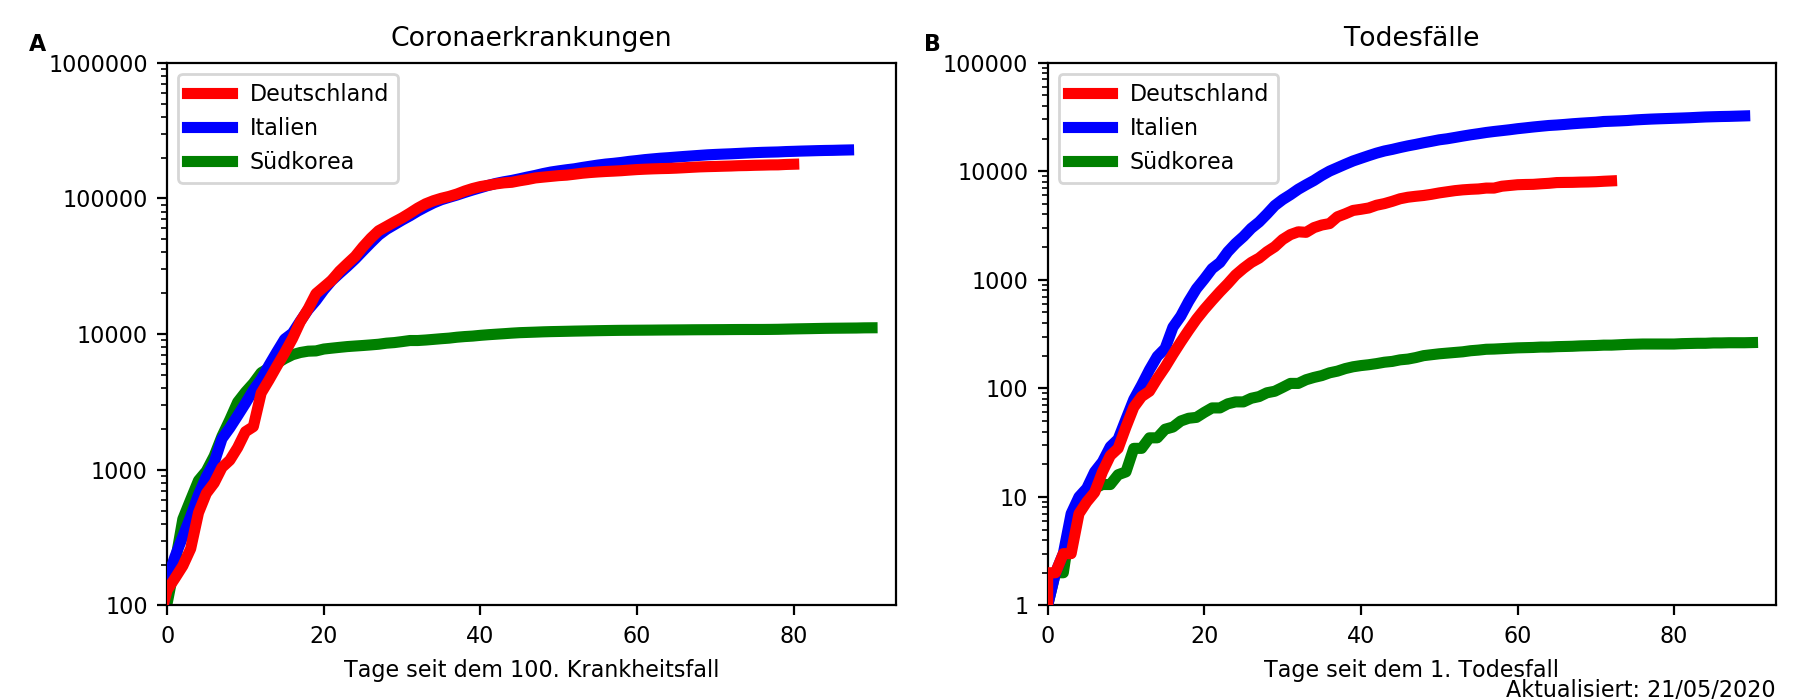 A
Coronaerkrankungen
1000000
100000
10000
1000
100
Deutschland
Italien
Südkorea
0 20 40 60 80
Tage seit dem 100. Krankheitsfall
B
Todesfälle
100000
10000
1000
100
10
1
Deutschland
Italien
Südkorea
0 20 40 60 80
Tage seit dem 1. Todesfall
Aktualisiert: 21/05/2020